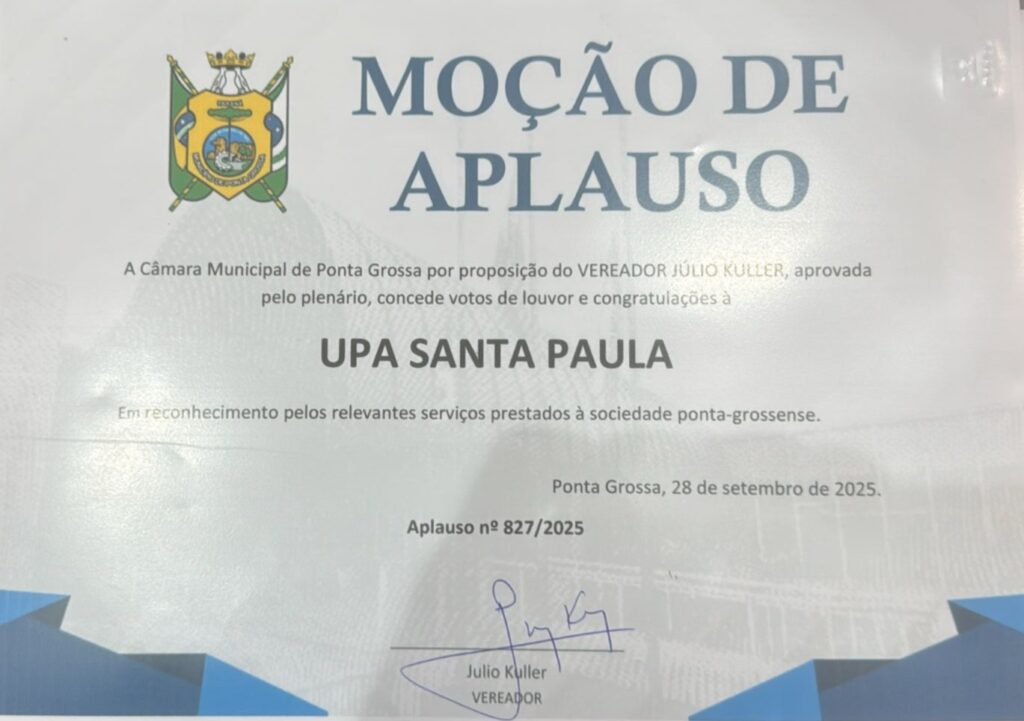 MOÇÃO DE
APLAUSO
A Câmara Municipal de Ponta Grossa por proposição do VEREADOR JÚLIO KULLER, aprovada
pelo plenário, concede votos de louvor e congratulações à
UPA SANTA PAULA
Em reconhecimento pelos relevantes serviços prestados à sociedade ponta-grossense.
Ponta Grossa, 28 de setembro de 2025.
Aplauso nº 827/2025
Julio Kuller
VEREADOR